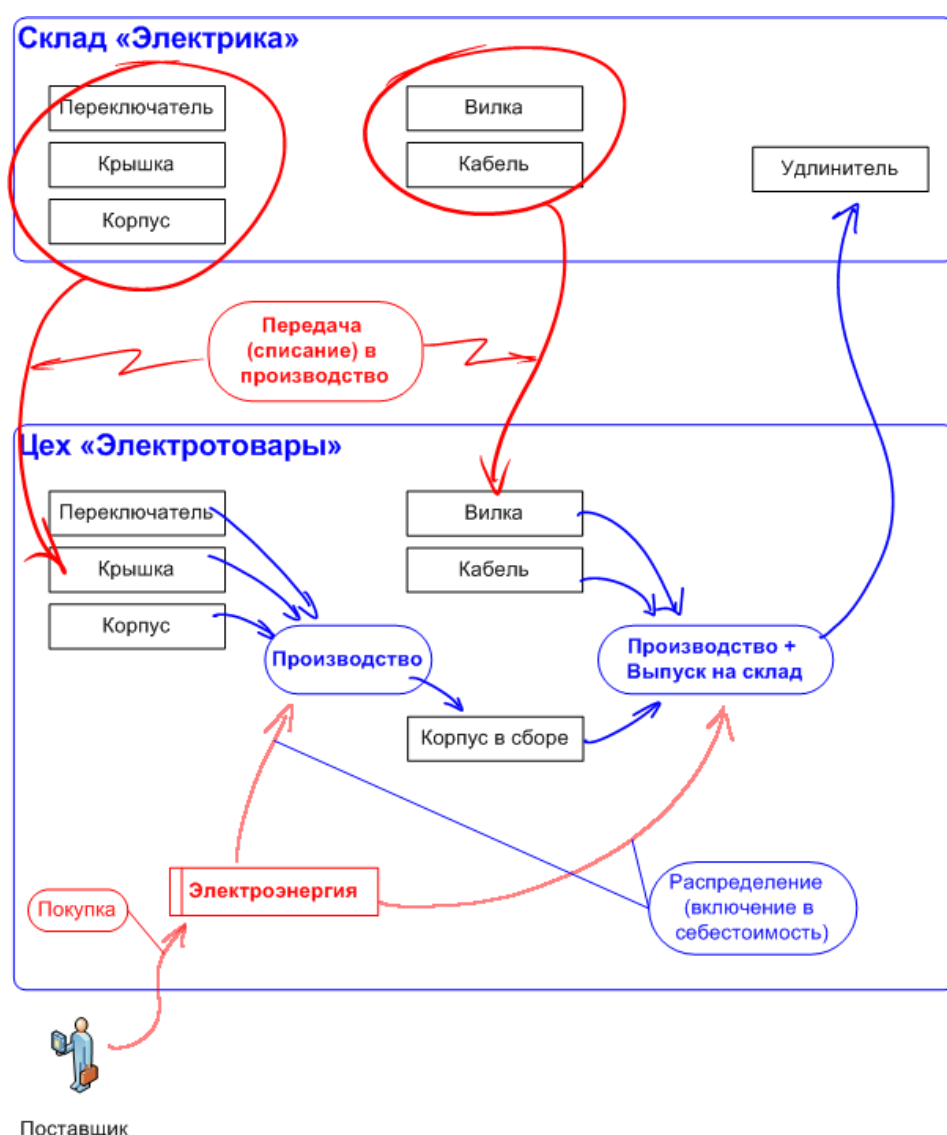 Склад «Электрика»
Переключатель
Вилка
Крышка
Кабель
Удлинитель
Корпус
Передача
(списание) в
производство
Цех «Электротовары»
Переключатель
Вилка
Крышка
Кабель
Корпус
Производство
Производство +
Выпуск на склад
Корпус в сборе
Электроэнергия
Покупка
Распределение
(включение в
себестоимость)
Поставщик